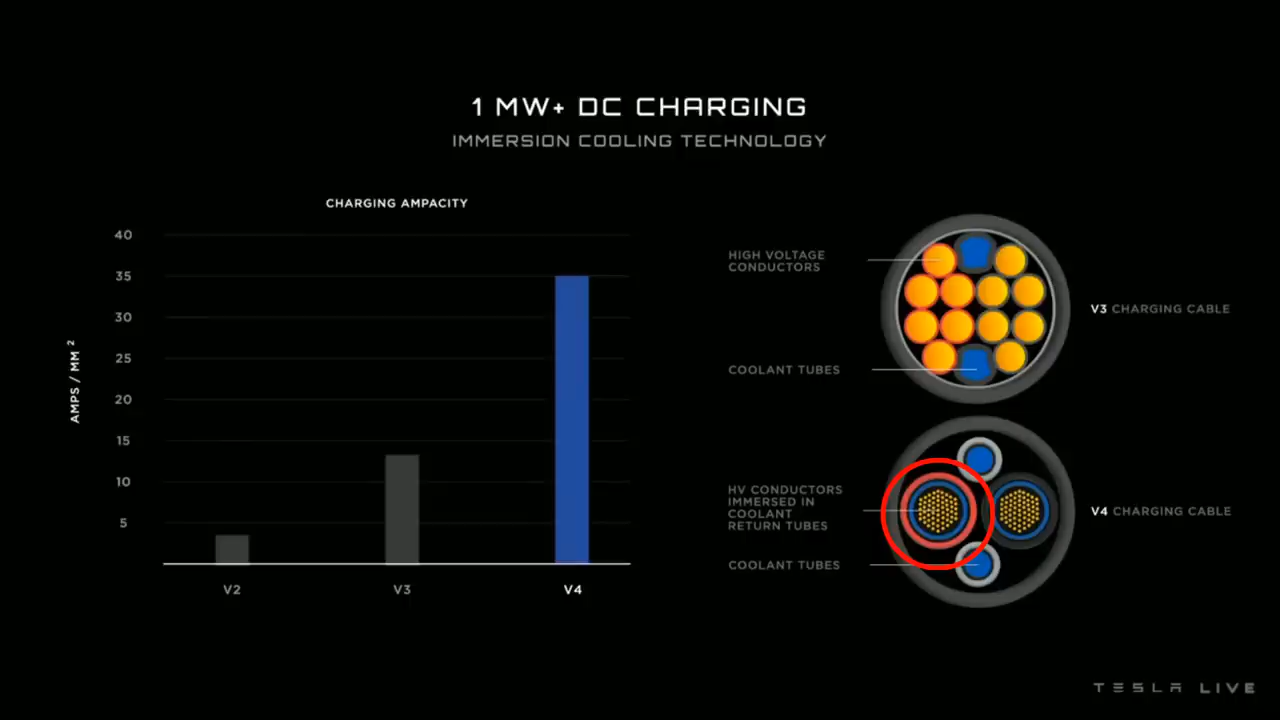 1 MW+ DC CHARGING
IMMERSION COOLING TECHNOLOGY
CHARGING AMPACITY
40
35
30
25
20
15
10
5
AMPS / MM 2
V2
V3
V4
HIGH VOLTAGE
CONDUCTORS
COOLANT TUBES
V3 CHARGING CABLE
HV CONDUCTORS
IMMERSED IN
COOLANT
RETURN TUBES
COOLANT TUBES
V4 CHARGING CABLE
TESLA LIVE